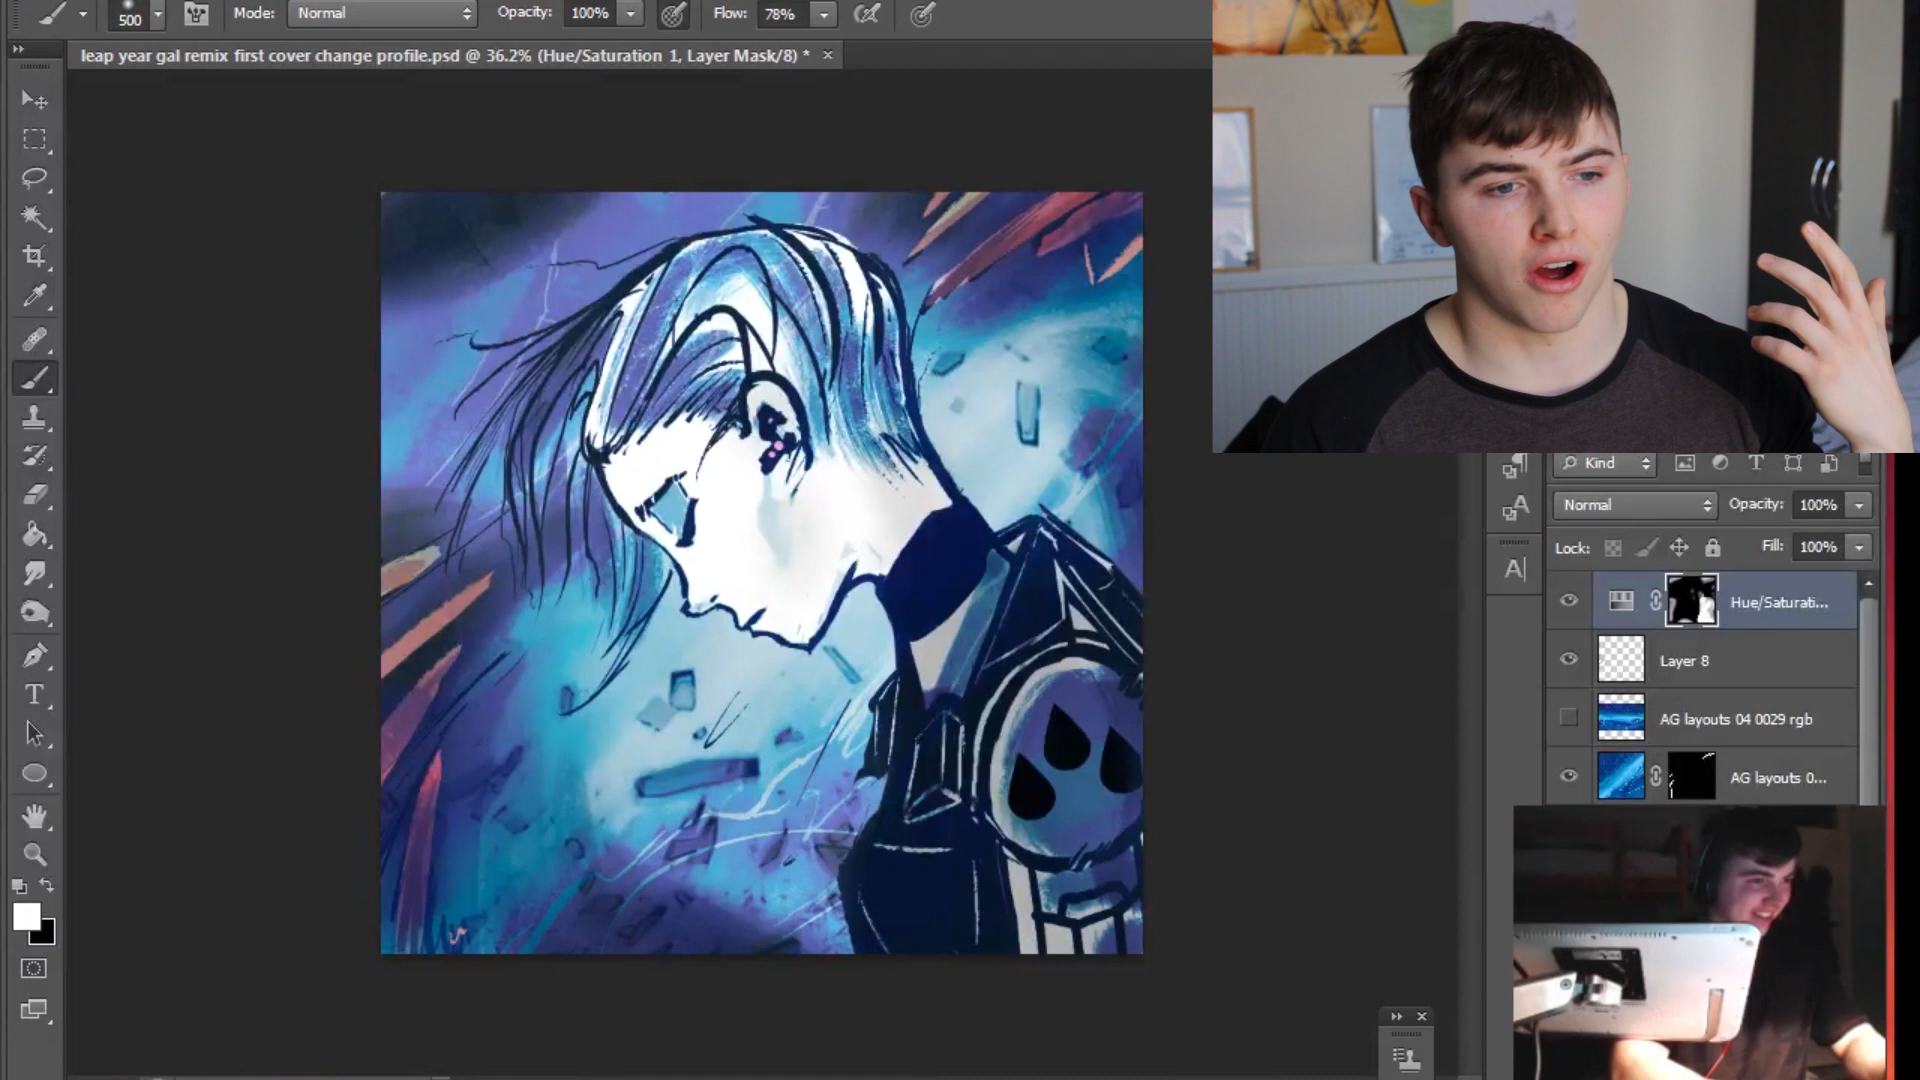 500
Mode: Normal
Opacity: 100%
Flow: 78%
leap year gal remix first cover change profile.psd @ 36.2% (Hue/Saturation 1, Layer Mask/8) *
Kind
Normal
Opacity: 100%
Lock:
Fill: 100%
Hue/Saturati...
Layer 8
AG layouts 04 0029 rgb
AG layouts 0...